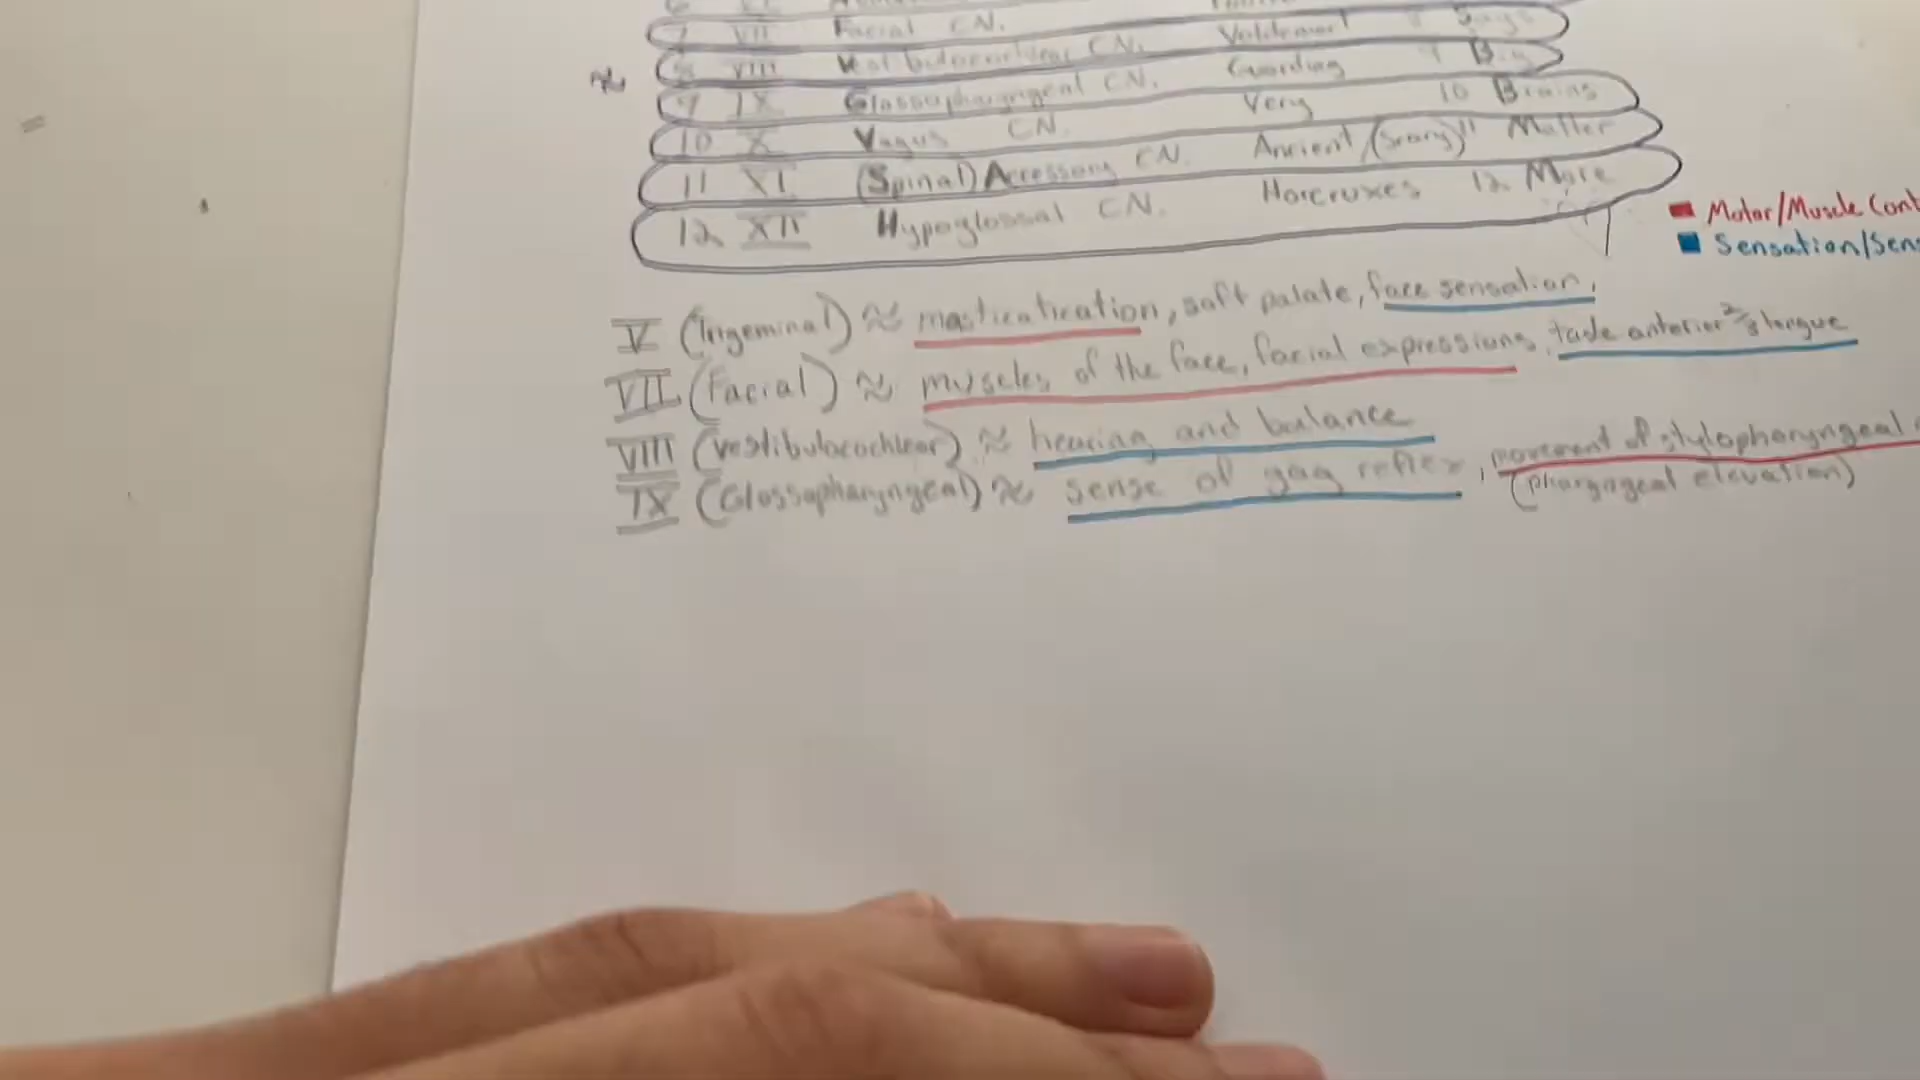 7 VII Facial CN. Voldemort 8 Says
8 VIII Vestibulocochlear CN. Guarding 9 Big
9 IX Glossopharyngeal CN. Very 10 Brains
10 X Vagus CN. Ancient/(Scary) 11 Matter
11 XI (Spinal) Accessory CN. Horcruxes 12 More
12 XII Hypoglossal CN.
Motor/Muscle Cont
Sensation/Sens
V (Trigeminal) ≈ masticatication, soft palate, face sensation,
VII (Facial) ≈ muscles of the face, facial expressions, taste anterior 2/3 tongue
VIII (vestibulocochlear) ≈ hearing and balance
IX (Glossopharyngeal) ≈ sense of gag reflex, movement of stylopharyngeal
(pharyngeal elevation)